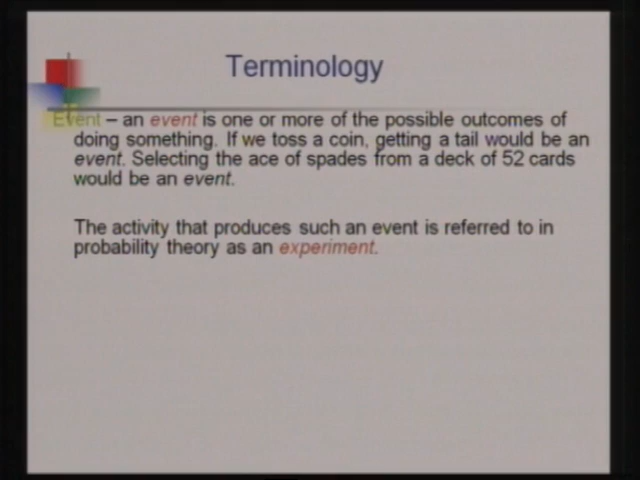 Terminology
Event – an event is one or more of the possible outcomes of
doing something. If we toss a coin, getting a tail would be an
event. Selecting the ace of spades from a deck of 52 cards
would be an event.
The activity that produces such an event is referred to in
probability theory as an experiment.